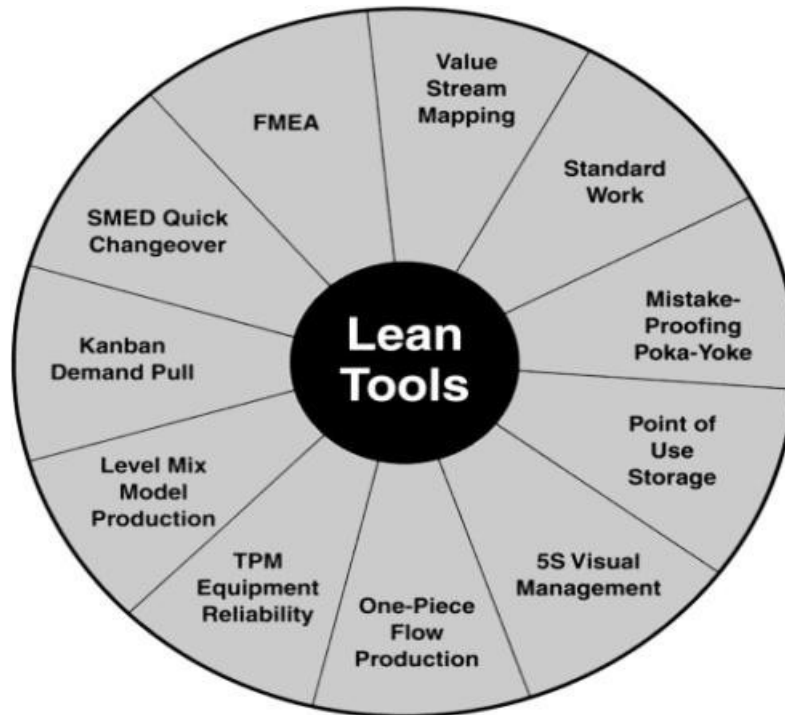 Value
Stream
Mapping
Standard
Work
Mistake-
Proofing
Poka-Yoke
Point of
Use
Storage
5S Visual
Management
One-Piece
Flow
Production
TPM
Equipment
Reliability
Level Mix
Model
Production
Kanban
Demand Pull
SMED Quick
Changeover
FMEA
Lean
Tools